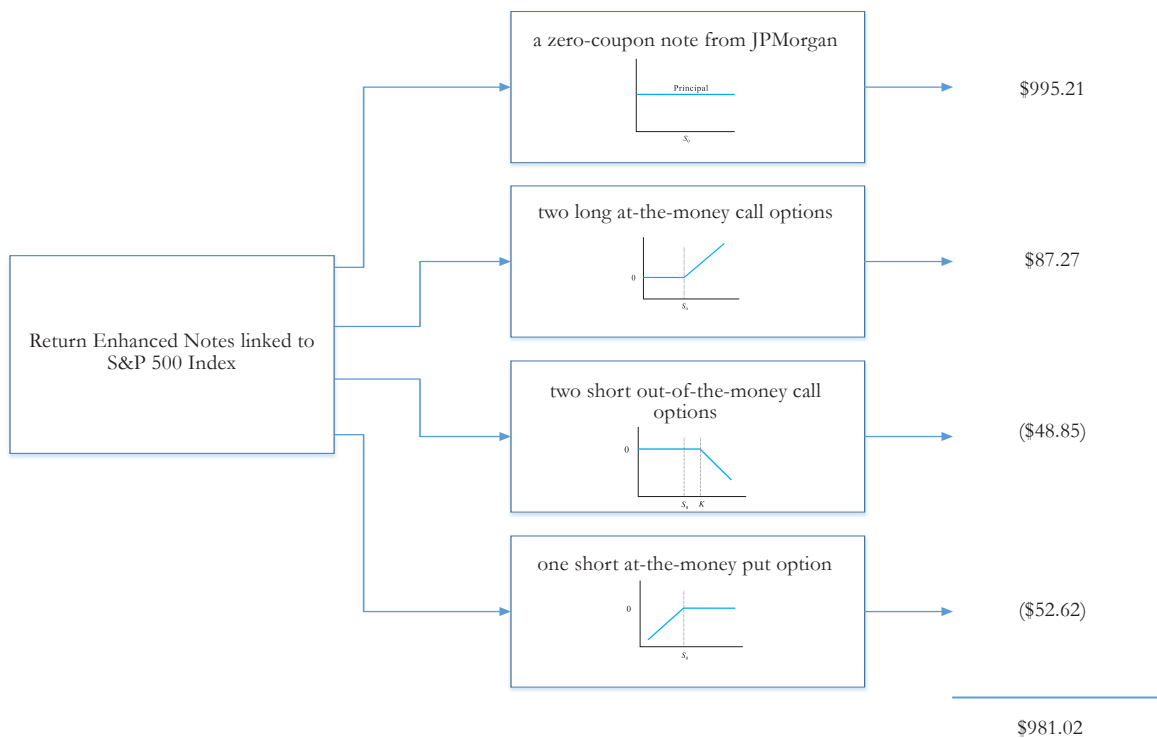 a zero-coupon note from JPMorgan
Principal
S₀
$995.21
two long at-the-money call options
0
S₀
$87.27
Return Enhanced Notes linked to
S&P 500 Index
two short out-of-the-money call
options
0
S₀ K
($48.85)
one short at-the-money put option
0
S₀
($52.62)
$981.02